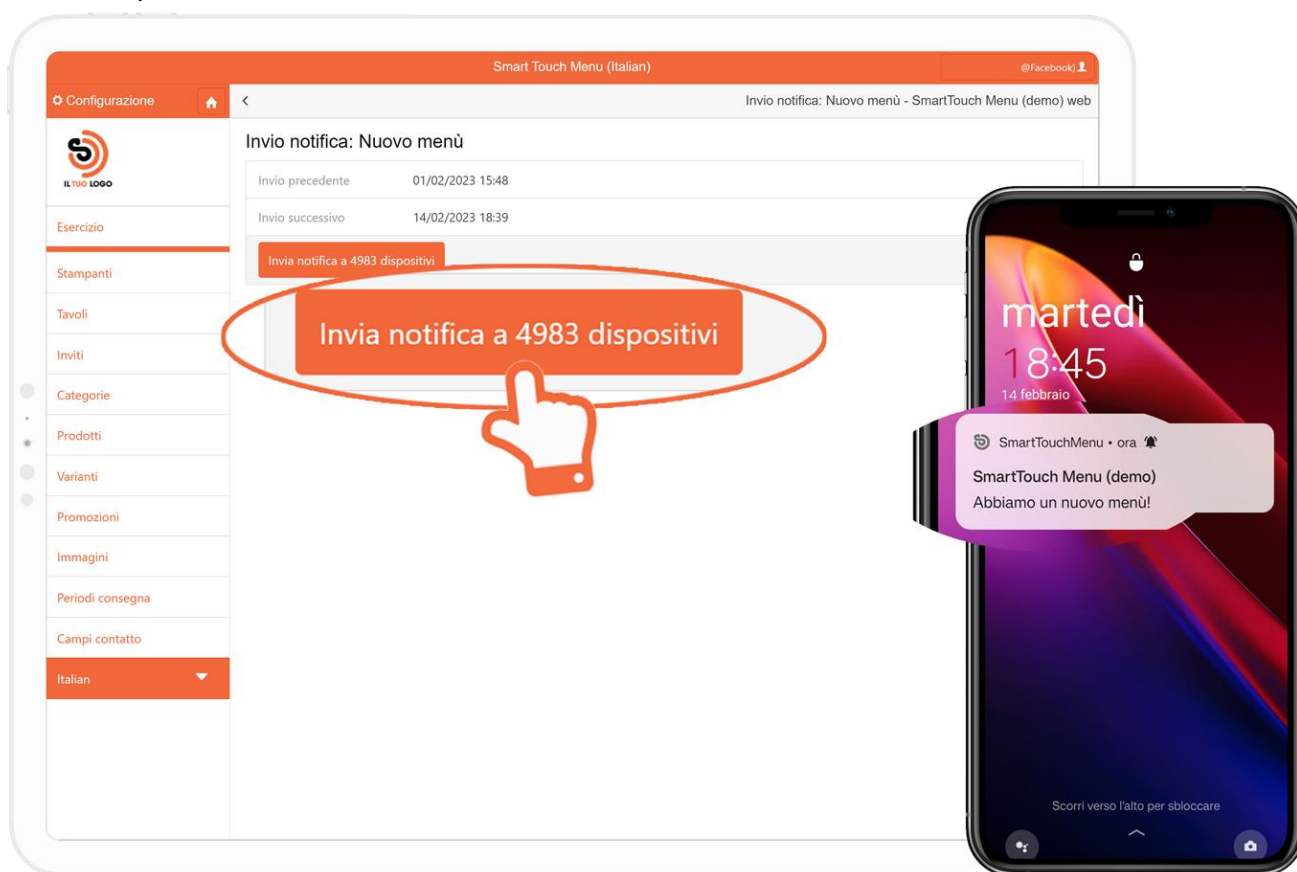 Smart Touch Menu (Italian)
@Facebook)
Configurazione
Invio notifica: Nuovo menù - SmartTouch Menu (demo) web
IL TUO LOGO
Invio notifica: Nuovo menù
Invio precedente 01/02/2023 15:48
Invio successivo 14/02/2023 18:39
Invia notifica a 4983 dispositivi
Invia notifica a 4983 dispositivi
Esercizio
Stampanti
Tavoli
Inviti
Categorie
Prodotti
Varianti
Promozioni
Immagini
Periodi consegna
Campi contatto
Italian
martedì
18:45
14 febbraio
SmartTouchMenu • ora
SmartTouch Menu (demo)
Abbiamo un nuovo menù!
Scorri verso l'alto per sbloccare